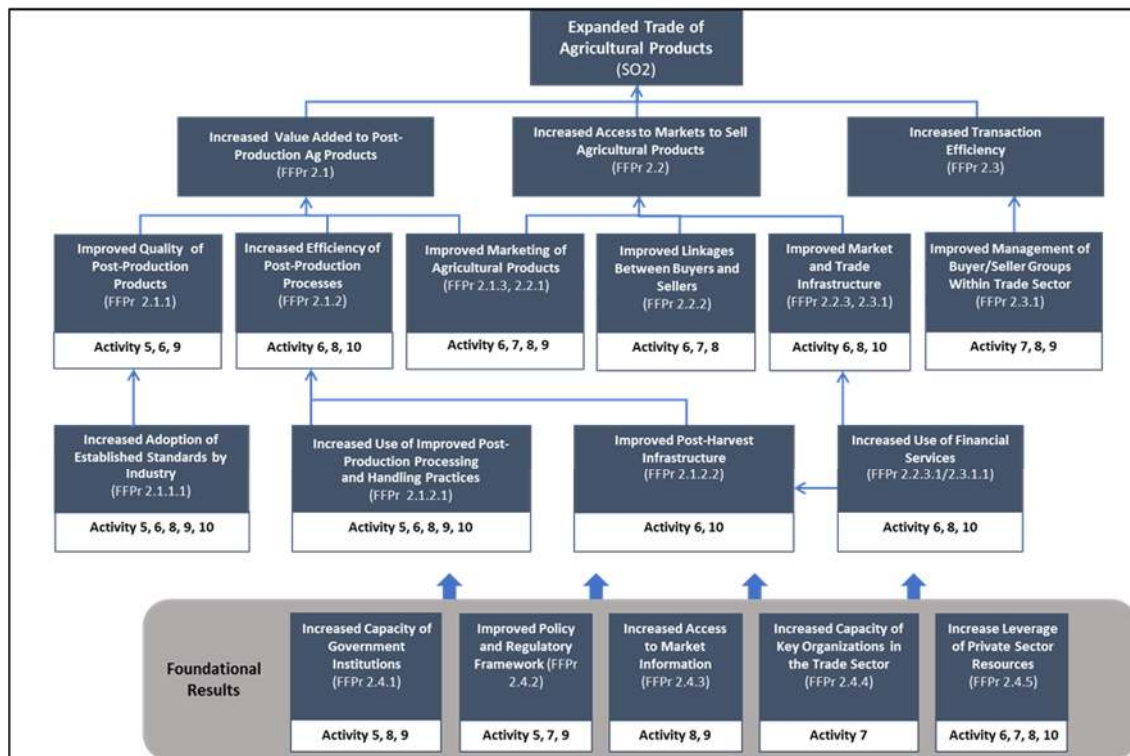 Expanded Trade of
Agricultural Products
(SO2)
Increased Value Added to Post-
Production Ag Products
(FFPr 2.1)
Increased Access to Markets to Sell
Agricultural Products
(FFPr 2.2)
Increased Transaction
Efficiency
(FFPr 2.3)
Improved Quality of
Post-Production
Products
(FFPr 2.1.1)
Activity 5, 6, 9
Increased Efficiency of
Post-Production
Processes
(FFPr 2.1.2)
Activity 6, 8, 10
Improved Marketing of
Agricultural Products
(FFPr 2.1.3, 2.2.1)
Activity 6, 7, 8, 9
Improved Linkages
Between Buyers and
Sellers
(FFPr 2.2.2)
Activity 6, 7, 8
Improved Market
and Trade
Infrastructure
(FFPr 2.2.3, 2.3.1)
Activity 6, 8, 10
Improved Management of
Buyer/Seller Groups
Within Trade Sector
(FFPr 2.3.1)
Activity 7, 8, 9
Increased Adoption of
Established Standards by
Industry
(FFPr 2.1.1.1)
Activity 5, 6, 8, 9, 10
Increased Use of Improved Post-
Production Processing
and Handling Practices
(FFPr 2.1.2.1)
Activity 5, 6, 8, 9, 10
Improved Post-Harvest
Infrastructure
(FFPr 2.1.2.2)
Activity 6, 10
Increased Use of Financial
Services
(FFPr 2.2.3.1/2.3.1.1)
Activity 6, 8, 10
Foundational
Results
Increased Capacity of
Government
Institutions
(FFPr 2.4.1)
Activity 5, 8, 9
Improved Policy
and Regulatory
Framework (FFPr
2.4.2)
Activity 5, 7, 9
Increased Access
to Market
Information
(FFPr 2.4.3)
Activity 8, 9
Increased Capacity of
Key Organizations in
the Trade Sector
(FFPr 2.4.4)
Activity 7
Increase Leverage
of Private Sector
Resources
(FFPr 2.4.5)
Activity 6, 7, 8, 10